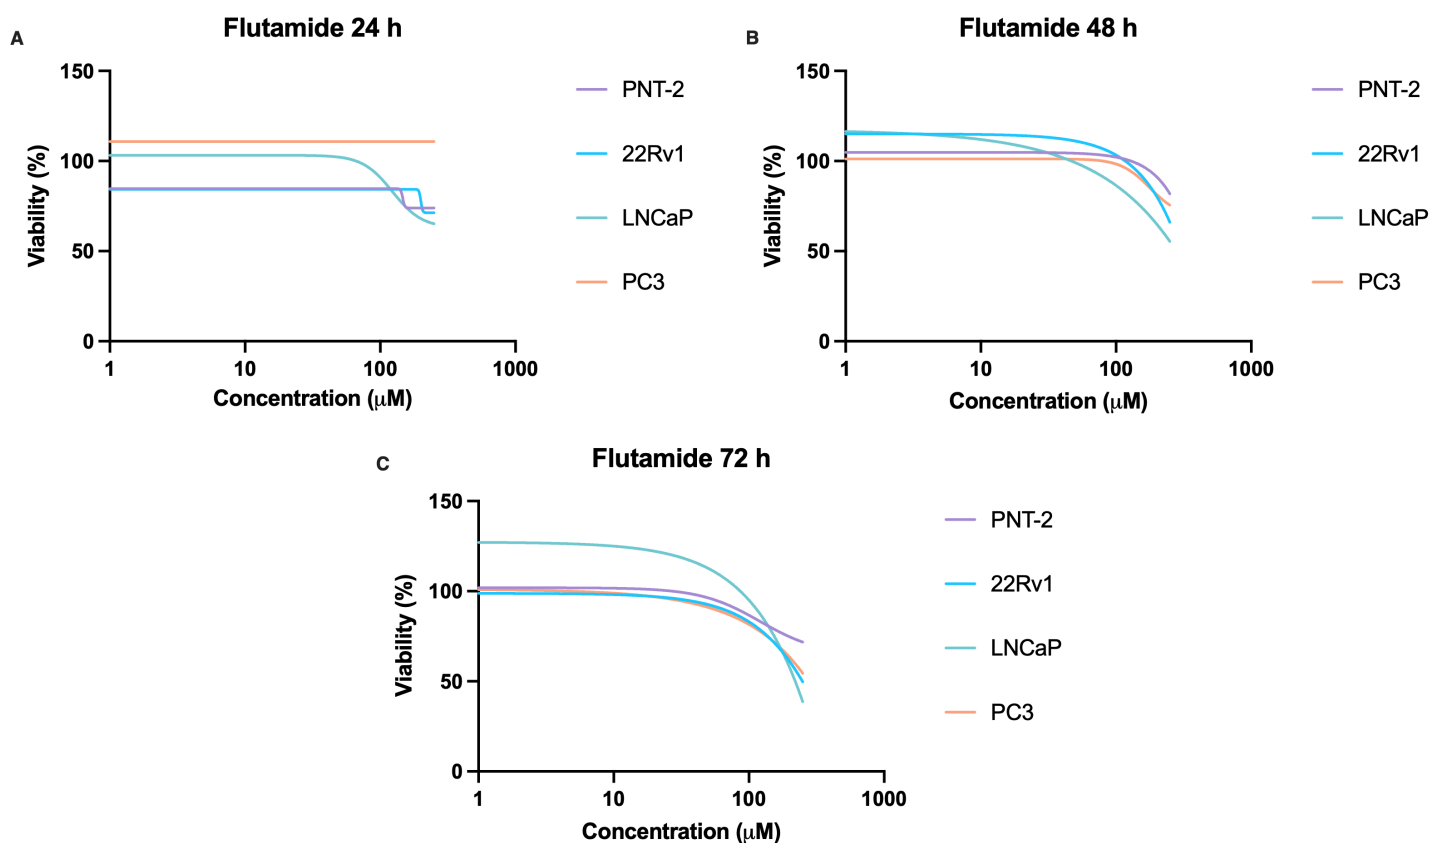 A
Flutamide 24 h
Viability (%)
150
100
50
0
1
10
100
1000
Concentration (μM)
PNT-2
22Rv1
LNCaP
PC3
B
Flutamide 48 h
Viability (%)
150
100
50
0
1
10
100
1000
Concentration (μM)
PNT-2
22Rv1
LNCaP
PC3
C
Flutamide 72 h
Viability (%)
150
100
50
0
1
10
100
1000
Concentration (μM)
PNT-2
22Rv1
LNCaP
PC3